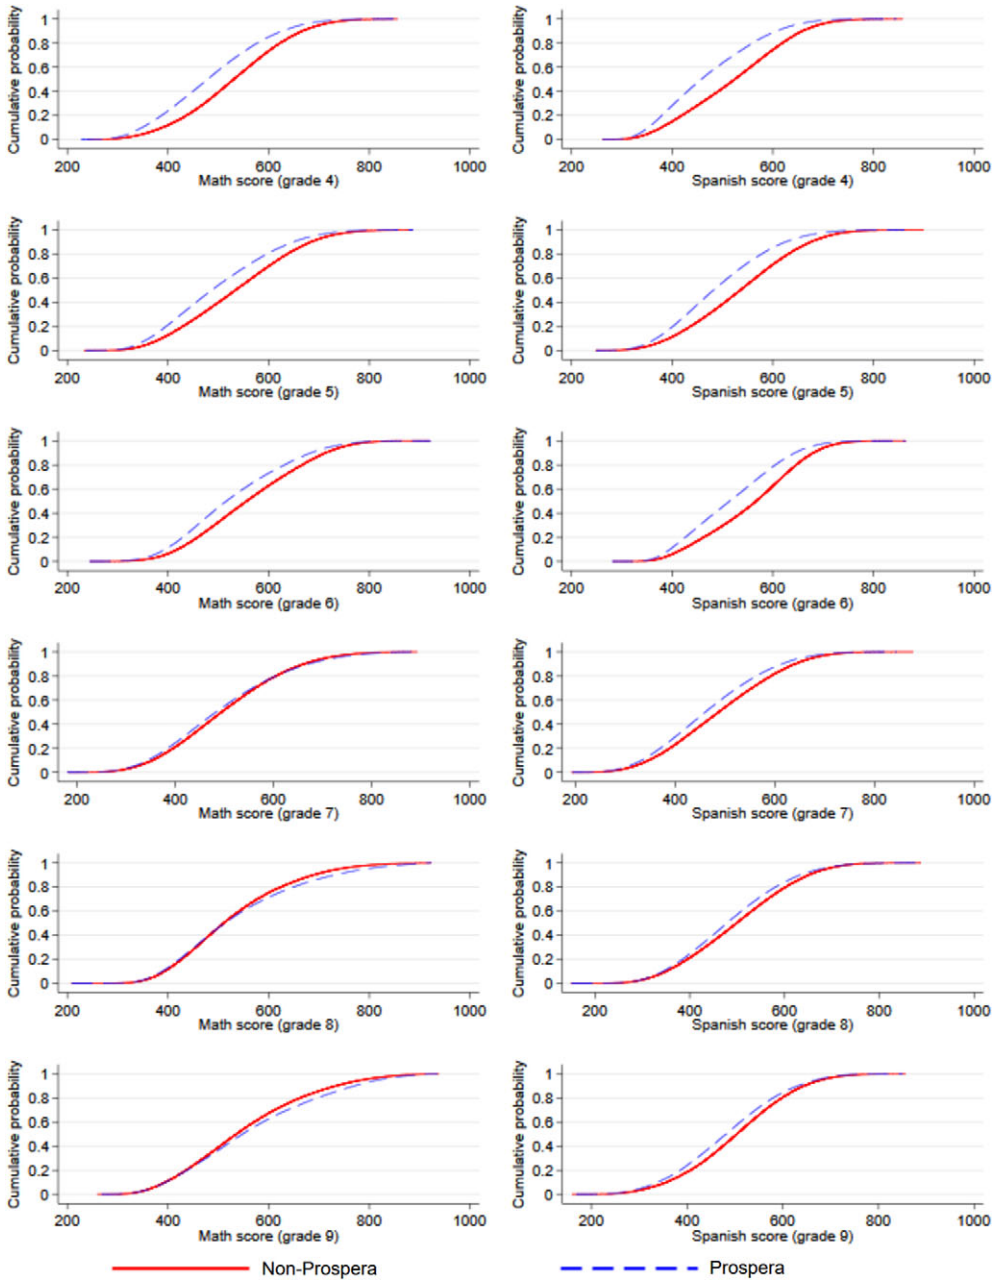 Cumulative probability
1
0.8
0.6
0.4
0.2
0
200 400 600 800 1000
Math score (grade 4)
Cumulative probability
1
0.8
0.6
0.4
0.2
0
200 400 600 800 1000
Spanish score (grade 4)
Cumulative probability
1
0.8
0.6
0.4
0.2
0
200 400 600 800 1000
Math score (grade 5)
Cumulative probability
1
0.8
0.6
0.4
0.2
0
200 400 600 800 1000
Spanish score (grade 5)
Cumulative probability
1
0.8
0.6
0.4
0.2
0
200 400 600 800 1000
Math score (grade 6)
Cumulative probability
1
0.8
0.6
0.4
0.2
0
200 400 600 800 1000
Spanish score (grade 6)
Cumulative probability
1
0.8
0.6
0.4
0.2
0
200 400 600 800 1000
Math score (grade 7)
Cumulative probability
1
0.8
0.6
0.4
0.2
0
200 400 600 800 1000
Spanish score (grade 7)
Cumulative probability
1
0.8
0.6
0.4
0.2
0
200 400 600 800 1000
Math score (grade 8)
Cumulative probability
1
0.8
0.6
0.4
0.2
0
200 400 600 800 1000
Spanish score (grade 8)
Cumulative probability
1
0.8
0.6
0.4
0.2
0
200 400 600 800 1000
Math score (grade 9)
Cumulative probability
1
0.8
0.6
0.4
0.2
0
200 400 600 800 1000
Spanish score (grade 9)
Non-Prospera
Prospera